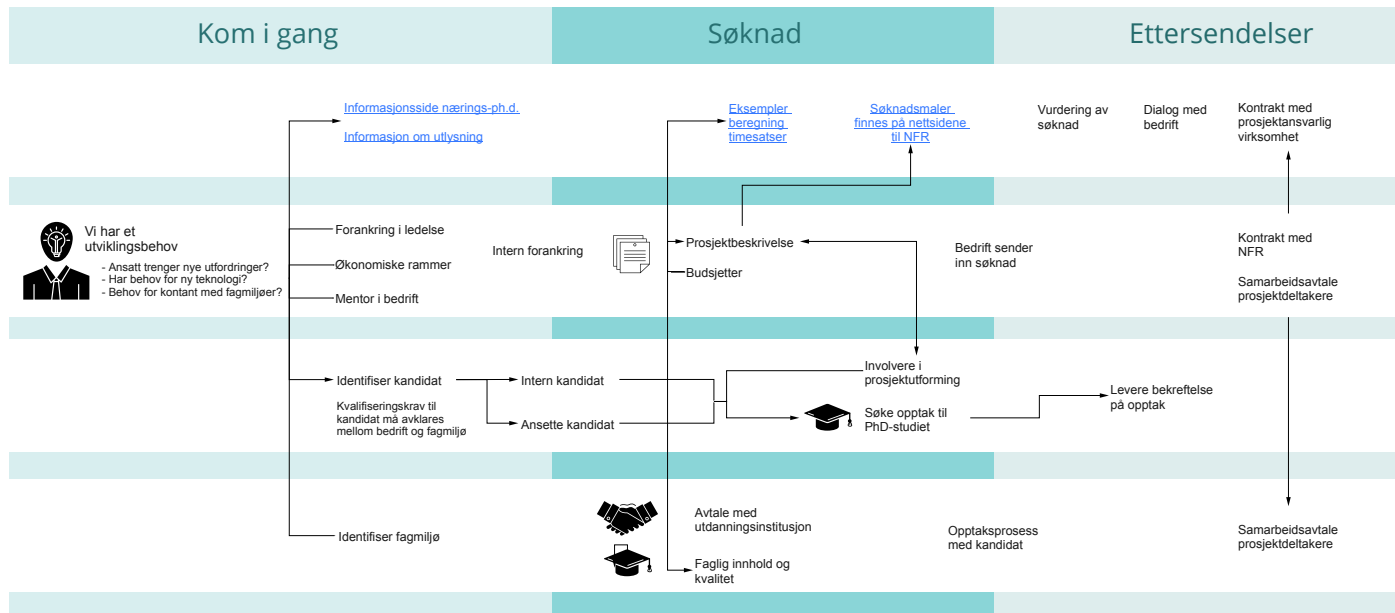 Kom i gang
Søknad
Ettersendelser
Informasjonsside nærings-ph.d.
Informasjon om utlysning
Eksempler
beregning
timesatser
Søknadsmaler
finnes på nettsidene
til NFR
Vurdering av
søknad
Dialog med
bedrift
Kontrakt med
prosjektansvarlig
virksomhet
Vi har et
utviklingsbehov
- Ansatt trenger nye utfordringer?
- Har behov for ny teknologi?
- Behov for kontant med fagmiljøer?
Forankring i ledelse
Økonomiske rammer
Mentor i bedrift
Intern forankring
Prosjektbeskrivelse
Budsjetter
Bedrift sender
inn søknad
Kontrakt med
NFR
Samarbeidsavtale
prosjektdeltakere
Identifiser kandidat
Kvalifiseringskrav til
kandidat må avklares
mellom bedrift og fagmiljø
Intern kandidat
Ansette kandidat
Involvere i
prosjektutforming
Søke opptak til
PhD-studiet
Levere bekreftelse
på opptak
Identifiser fagmiljø
Avtale med
utdanningsinstitusjon
Faglig innhold og
kvalitet
Opptaksprosess
med kandidat
Samarbeidsavtale
prosjektdeltakere